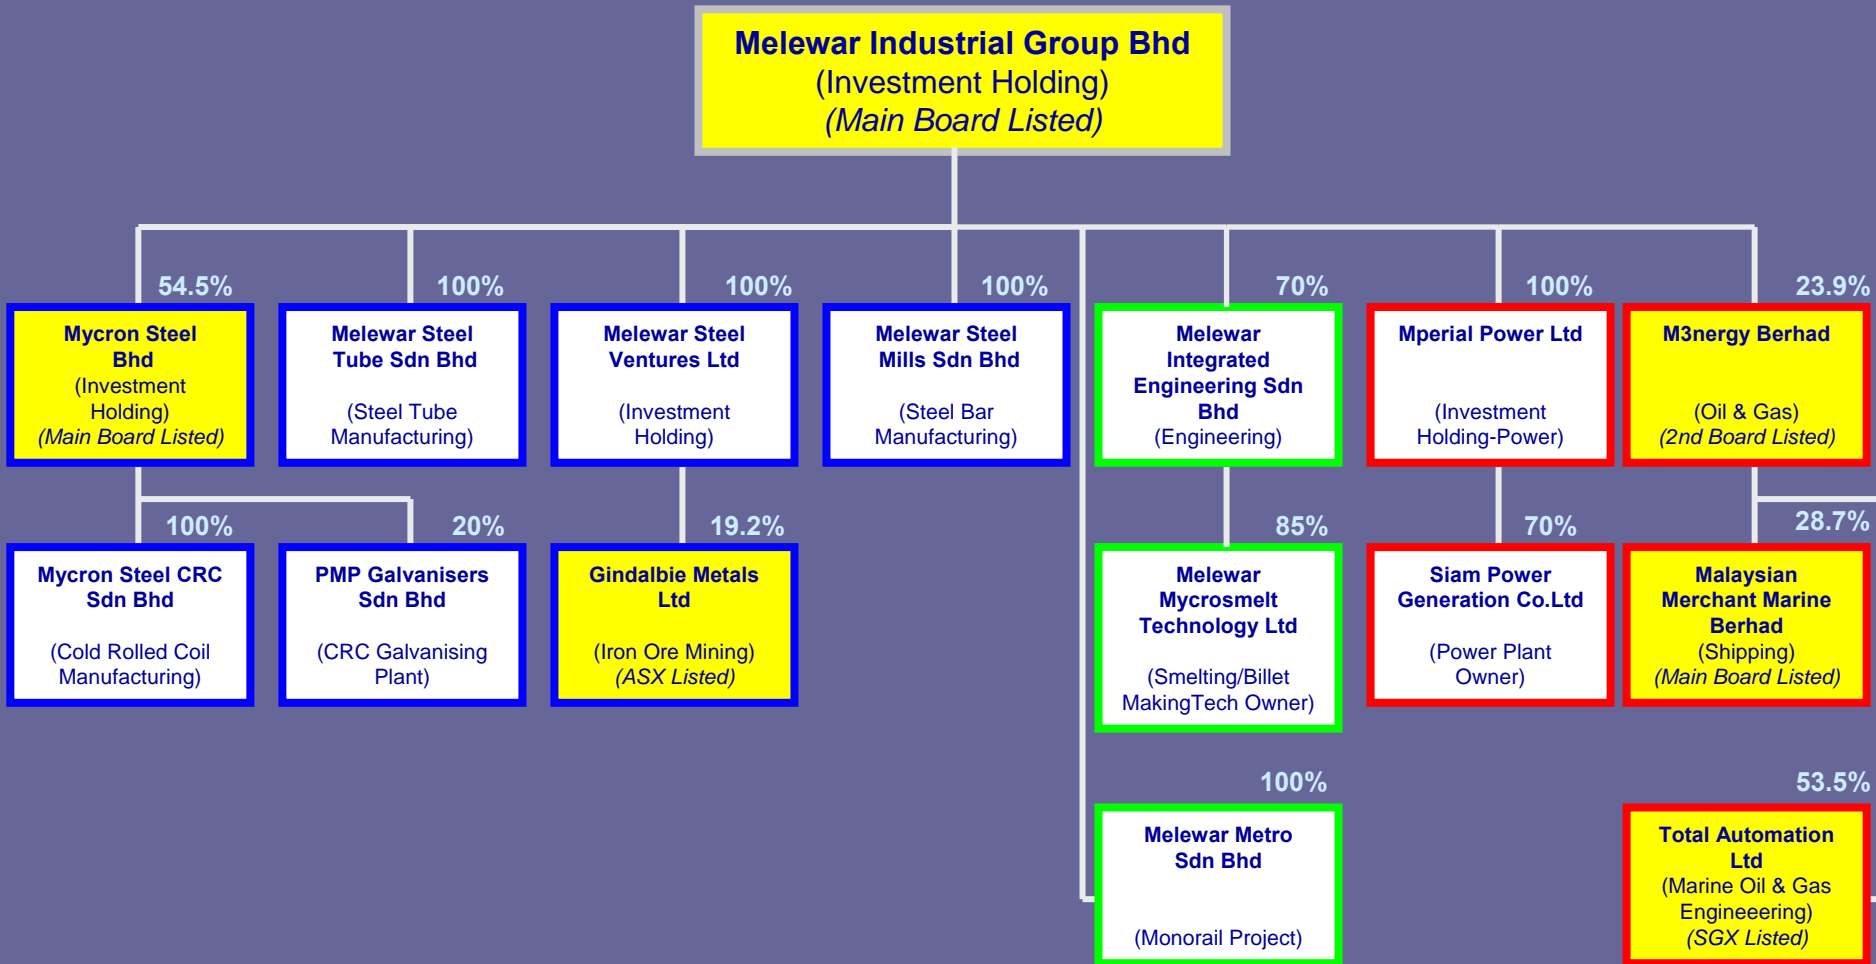 Melewar Industrial Group Bhd
(Investment Holding)
(Main Board Listed)
54.5%
Mycron Steel
Bhd
(Investment
Holding)
(Main Board Listed)
100%
Melewar Steel
Tube Sdn Bhd
(Steel Tube
Manufacturing)
100%
Melewar Steel
Ventures Ltd
(Investment
Holding)
100%
Melewar Steel
Mills Sdn Bhd
(Steel Bar
Manufacturing)
70%
Melewar
Integrated
Engineering Sdn
Bhd
(Engineering)
100%
Mperial Power Ltd
(Investment
Holding-Power)
23.9%
M3nergy Berhad
(Oil & Gas)
(2nd Board Listed)
100%
Mycron Steel CRC
Sdn Bhd
(Cold Rolled Coil
Manufacturing)
20%
PMP Galvanisers
Sdn Bhd
(CRC Galvanising
Plant)
19.2%
Gindalbie Metals
Ltd
(Iron Ore Mining)
(ASX Listed)
85%
Melewar
Mycrosmelt
Technology Ltd
(Smelting/Billet
MakingTech Owner)
70%
Siam Power
Generation Co.Ltd
(Power Plant
Owner)
28.7%
Malaysian
Merchant Marine
Berhad
(Shipping)
(Main Board Listed)
100%
Melewar Metro
Sdn Bhd
(Monorail Project)
53.5%
Total Automation
Ltd
(Marine Oil & Gas
Engineeering)
(SGX Listed)